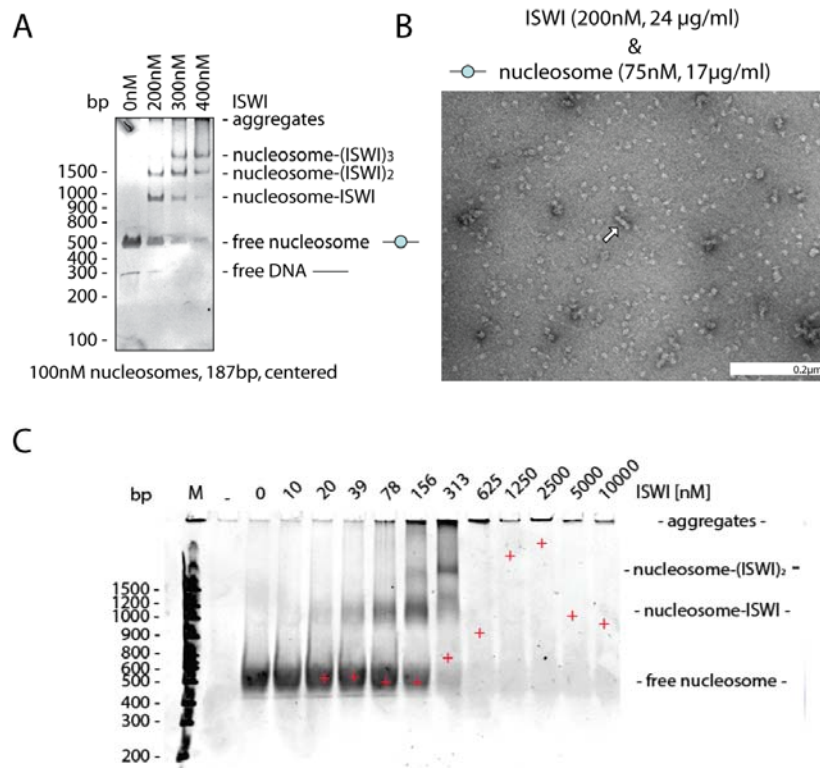 A
0nM 200nM 300nM 400nM
bp
ISWI
- aggregates
- nucleosome-(ISWI)3
1500 -
- nucleosome-(ISWI)2
1000 -
900 -
- nucleosome-ISWI
800 -
500 -
- free nucleosome
400 -
300 -
- free DNA
200 -
100 -
100nM nucleosomes, 187bp, centered
B
ISWI (200nM, 24 µg/ml)
&
nucleosome (75nM, 17µg/ml)
0.2µm
C
bp M - 0 10 20 39 78 156 313 625 1250 2500 5000 10000 ISWI [nM]
- aggregates -
- nucleosome-(ISWI)2 -
1500 -
1200 -
- nucleosome-ISWI -
1000 -
900 -
800 -
600 -
500 -
- free nucleosome -
400 -
300 -
200 -